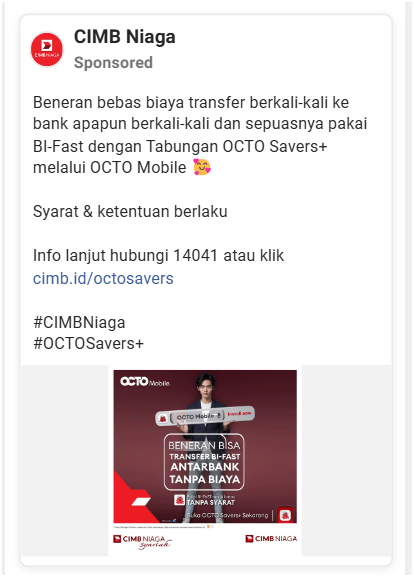 CIMB Niaga
CIMB NIAGA
Sponsored
Beneran bebas biaya transfer berkali-kali ke
bank apapun berkali-kali dan sepuasnya pakai
BI-Fast dengan Tabungan OCTO Savers+
melalui OCTO Mobile 🥰
Syarat & ketentuan berlaku
Info lanjut hubungi 14041 atau klik
cimb.id/octosavers
#CIMBNiaga
#OCTOSavers+
OCTO Mobile
OCTO Mobile
Install now
BENERAN BISA
TRANSFER BI-FAST
ANTARBANK
TANPA BIAYA
TANPA SYARAT
Buka OCTO Savers+ Sekarang
CIMB NIAGA
Syariah
CIMB NIAGA